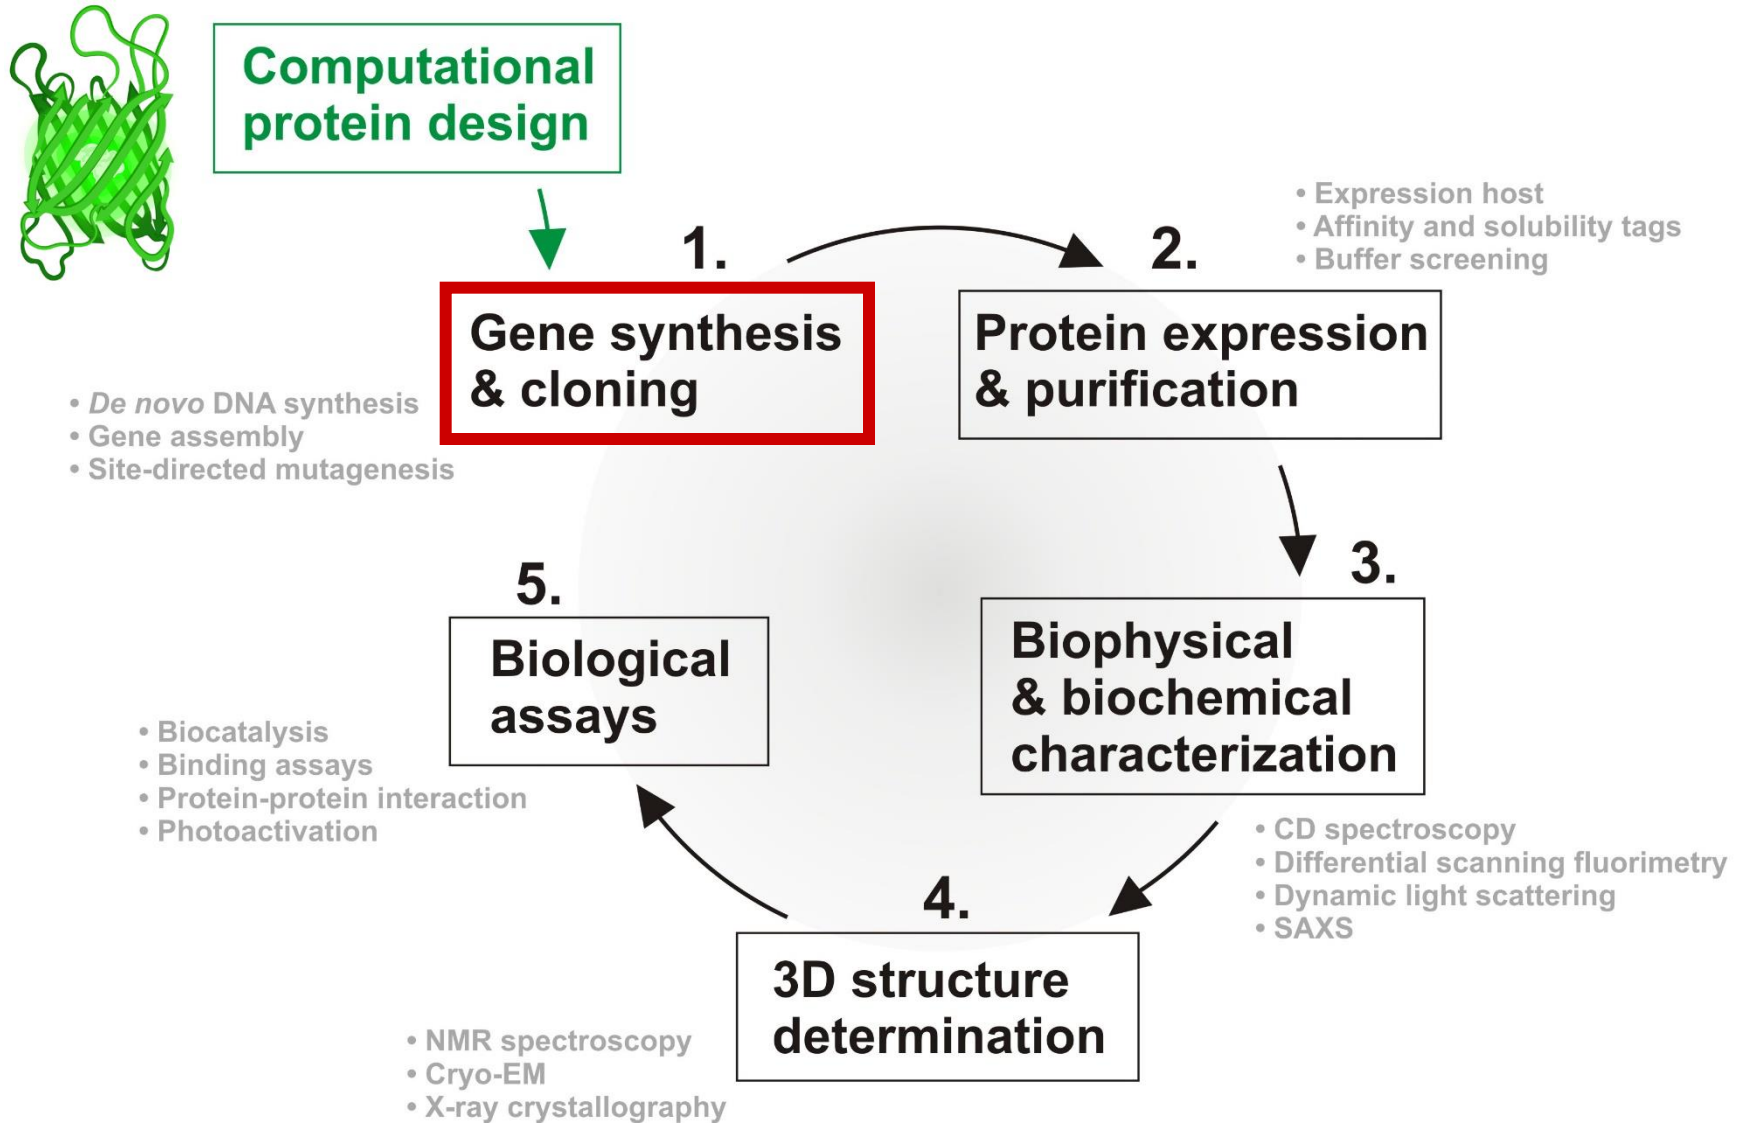 Computational
protein design
1.
Gene synthesis
& cloning
• De novo DNA synthesis
• Gene assembly
• Site-directed mutagenesis
2.
• Expression host
• Affinity and solubility tags
• Buffer screening
Protein expression
& purification
3.
Biophysical
& biochemical
characterization
• CD spectroscopy
• Differential scanning fluorimetry
• Dynamic light scattering
• SAXS
4.
3D structure
determination
• NMR spectroscopy
• Cryo-EM
• X-ray crystallography
5.
Biological
assays
• Biocatalysis
• Binding assays
• Protein-protein interaction
• Photoactivation